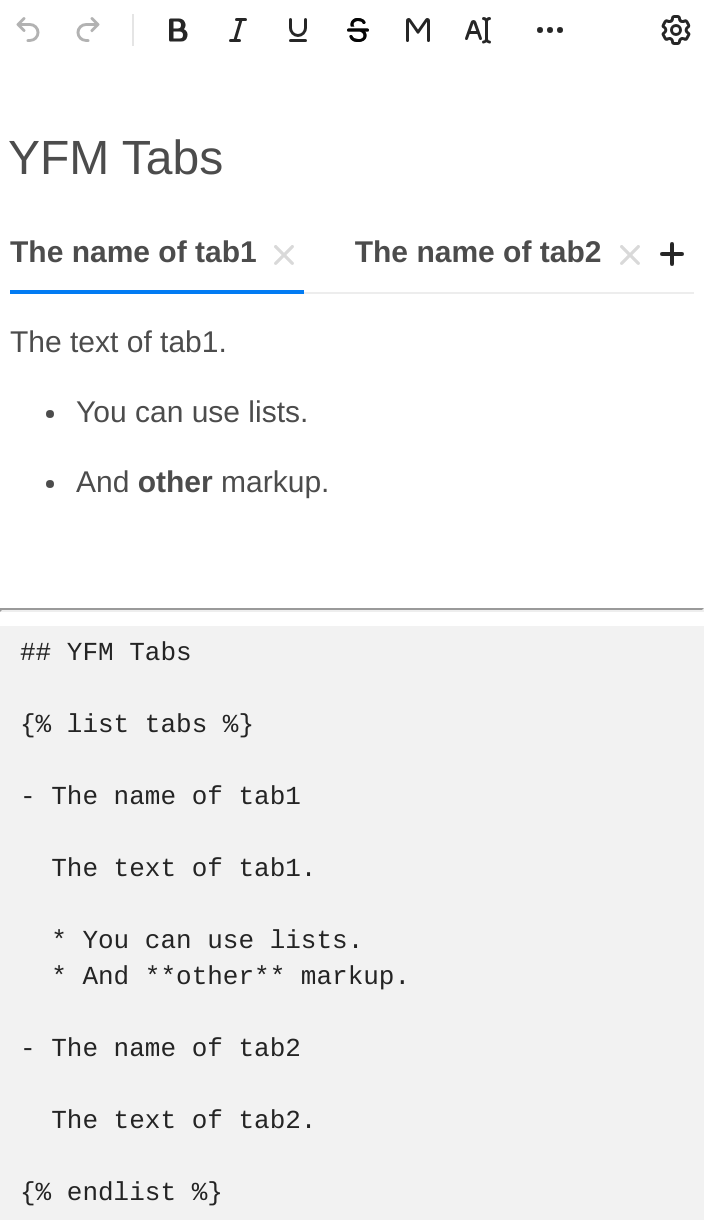 B I U S M AI
YFM Tabs
The name of tab1 The name of tab2
The text of tab1.
• You can use lists.
• And other markup.
## YFM Tabs
{% list tabs %}
- The name of tab1
The text of tab1.
* You can use lists.
* And **other** markup.
- The name of tab2
The text of tab2.
{% endlist %}